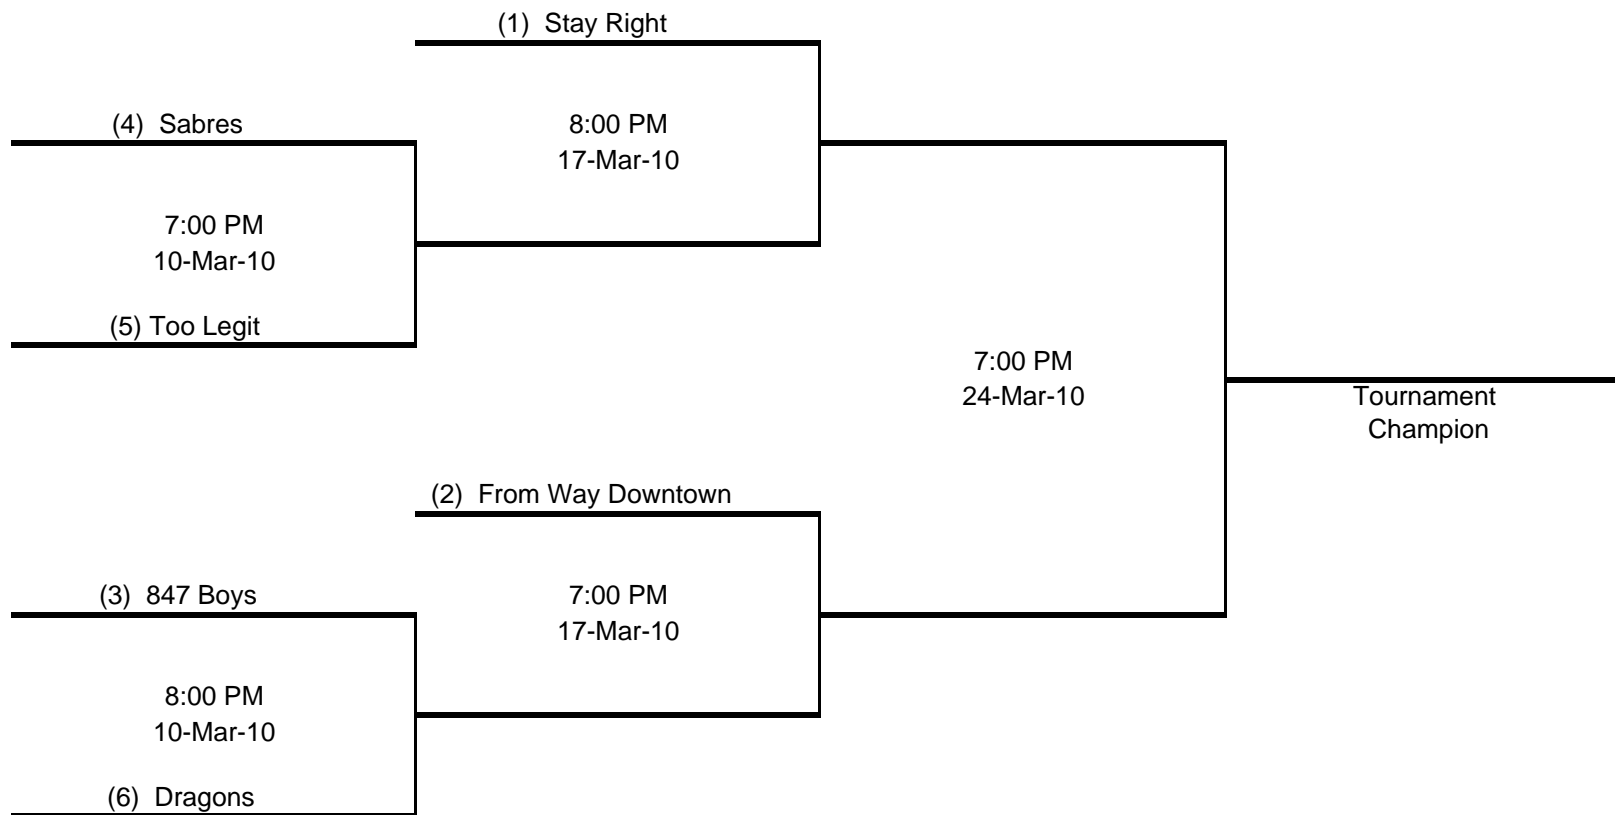 (1)  Stay Right
(4)  Sabres
8:00 PM
17-Mar-10
7:00 PM
10-Mar-10
(5) Too Legit
7:00 PM
24-Mar-10
Tournament
Champion
(2)  From Way Downtown
(3)  847 Boys
7:00 PM
17-Mar-10
8:00 PM
10-Mar-10
(6)  Dragons